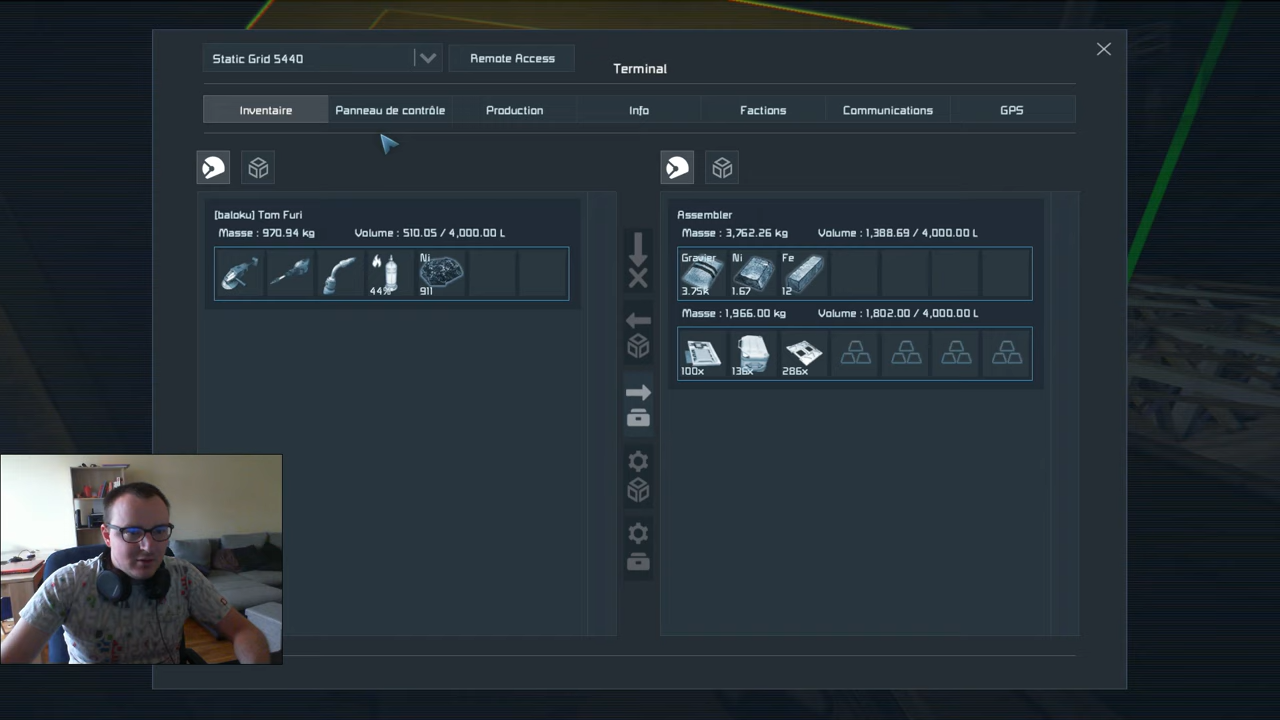 Static Grid 5440
Remote Access
Terminal
Inventaire
Panneau de contrôle
Production
Info
Factions
Communications
GPS
[baloku] Tom Furi
Masse : 970.94 kg
Volume : 510.05 / 4,000.00 L
44%
Ni
911
Assembler
Masse : 3,762.26 kg
Volume : 1,388.69 / 4,000.00 L
Gravier
3.75k
Ni
1.67
Fe
12
Masse : 1,966.00 kg
Volume : 1,802.00 / 4,000.00 L
100x
136x
286x